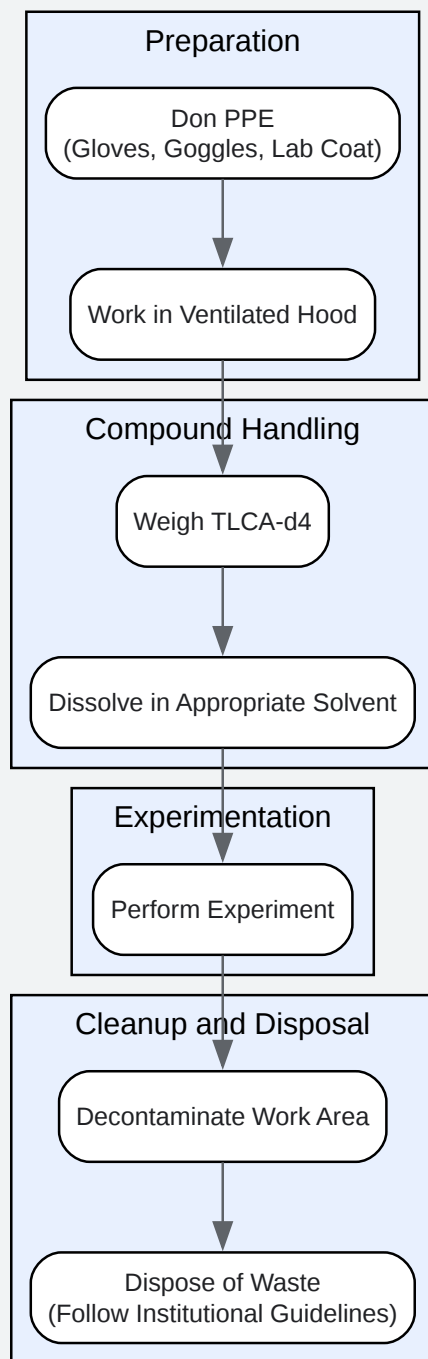 Preparation
Don PPE
(Gloves, Goggles, Lab Coat)
Work in Ventilated Hood
Compound Handling
Weigh TLCA-d4
Dissolve in Appropriate Solvent
Experimentation
Perform Experiment
Cleanup and Disposal
Decontaminate Work Area
Dispose of Waste
(Follow Institutional Guidelines)